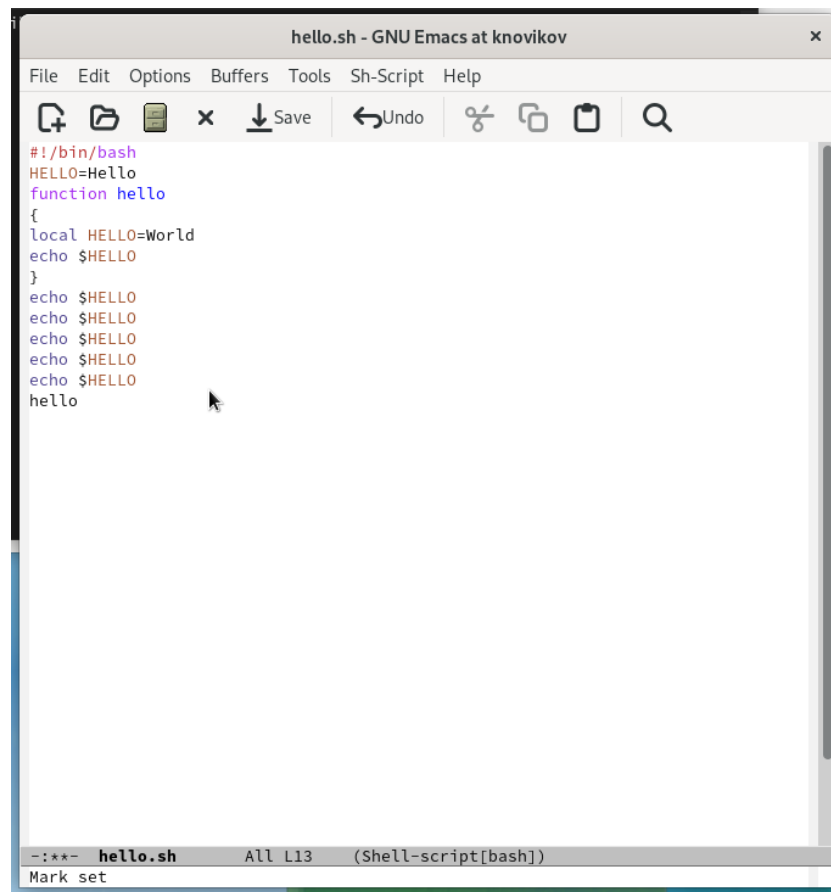 hello.sh - GNU Emacs at knovikov
File Edit Options Buffers Tools Sh-Script Help
Save Undo
#!/bin/bash
HELLO=Hello
function hello
{
local HELLO=World
echo $HELLO
}
echo $HELLO
echo $HELLO
echo $HELLO
echo $HELLO
echo $HELLO
hello
-:**- hello.sh All L13 (Shell-script[bash])
Mark set